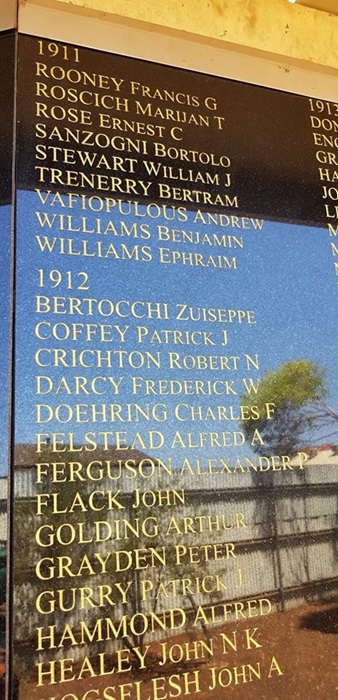 1911
ROONEY FRANCIS G
ROSCICH MARIJAN T
ROSE ERNEST C
SANZOGNI BORTOLO
STEWART WILLIAM J
TRENERRY BERTRAM
VAFIOPULOUS ANDREW
WILLIAMS BENJAMIN
WILLIAMS EPHRAIM
1912
BERTOCCHI ZUISEPPE
COFFEY PATRICK J
CRICHTON ROBERT N
DARCY FREDERICK W
DOEHRING CHARLES F
FELSTEAD ALFRED A
FERGUSON ALEXANDER P
FLACK JOHN
GOLDING ARTHUR
GRAYDEN PETER
GURRY PATRICK J
HAMMOND ALFRED
HEALEY JOHN N K
HOGSFLESH JOHN A
1913